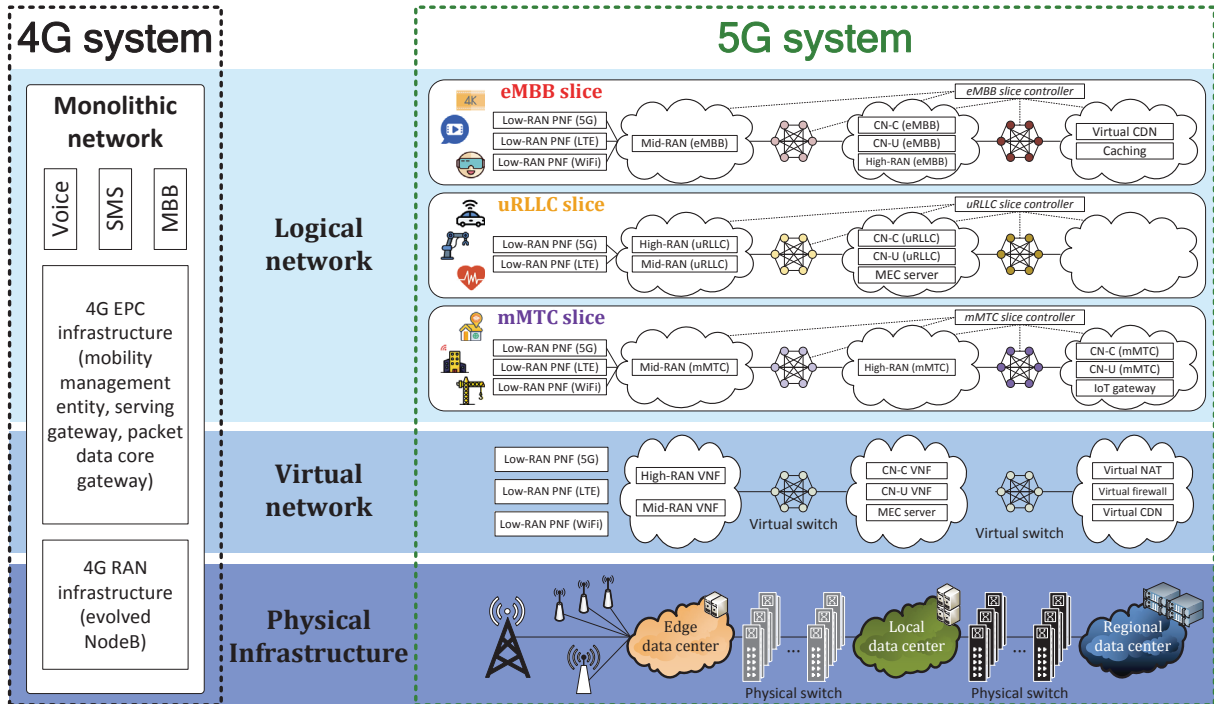 4G system
5G system
Monolithic
network
Voice
SMS
MBB
4G EPC
infrastructure
(mobility
management
entity, serving
gateway, packet
data core
gateway)
4G RAN
infrastructure
(evolved
NodeB)
Logical
network
Virtual
network
Physical
Infrastructure
4K
eMBB slice
eMBB slice controller
Low-RAN PNF (5G)
Low-RAN PNF (LTE)
Low-RAN PNF (WiFi)
Mid-RAN (eMBB)
CN-C (eMBB)
CN-U (eMBB)
High-RAN (eMBB)
Virtual CDN
Caching
uRLLC slice
uRLLC slice controller
Low-RAN PNF (5G)
Low-RAN PNF (LTE)
High-RAN (uRLLC)
Mid-RAN (uRLLC)
CN-C (uRLLC)
CN-U (uRLLC)
MEC server
mMTC slice
mMTC slice controller
Low-RAN PNF (5G)
Low-RAN PNF (LTE)
Low-RAN PNF (WiFi)
Mid-RAN (mMTC)
High-RAN (mMTC)
CN-C (mMTC)
CN-U (mMTC)
IoT gateway
Low-RAN PNF (5G)
Low-RAN PNF (LTE)
Low-RAN PNF (WiFi)
High-RAN VNF
Mid-RAN VNF
Virtual switch
CN-C VNF
CN-U VNF
MEC server
Virtual switch
Virtual NAT
Virtual firewall
Virtual CDN
Edge
data center
...
Physical switch
Local
data center
...
Physical switch
Regional
data center